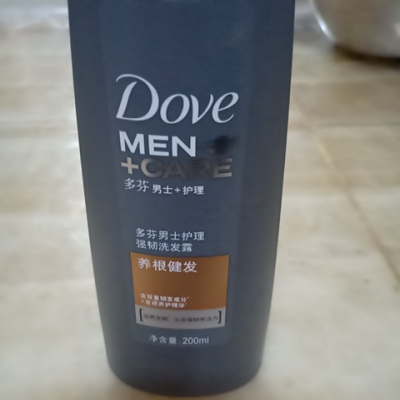 Dove
MEN
+CARE
多芬 男士+护理
多芬男士护理
强韧洗发露
养根健发
净含量: 200ml